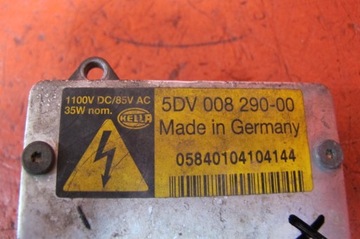 1100V DC/85V AC
35W nom.
HELLA
5DV 008 290-00
Made in Germany
05840104104144